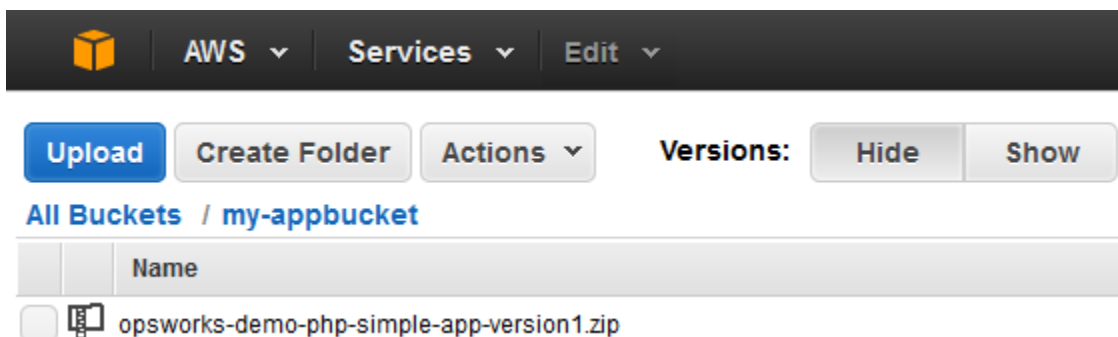 AWS Services Edit
Upload Create Folder Actions Versions: Hide Show
All Buckets / my-appbucket
Name
opsworks-demo-php-simple-app-version1.zip